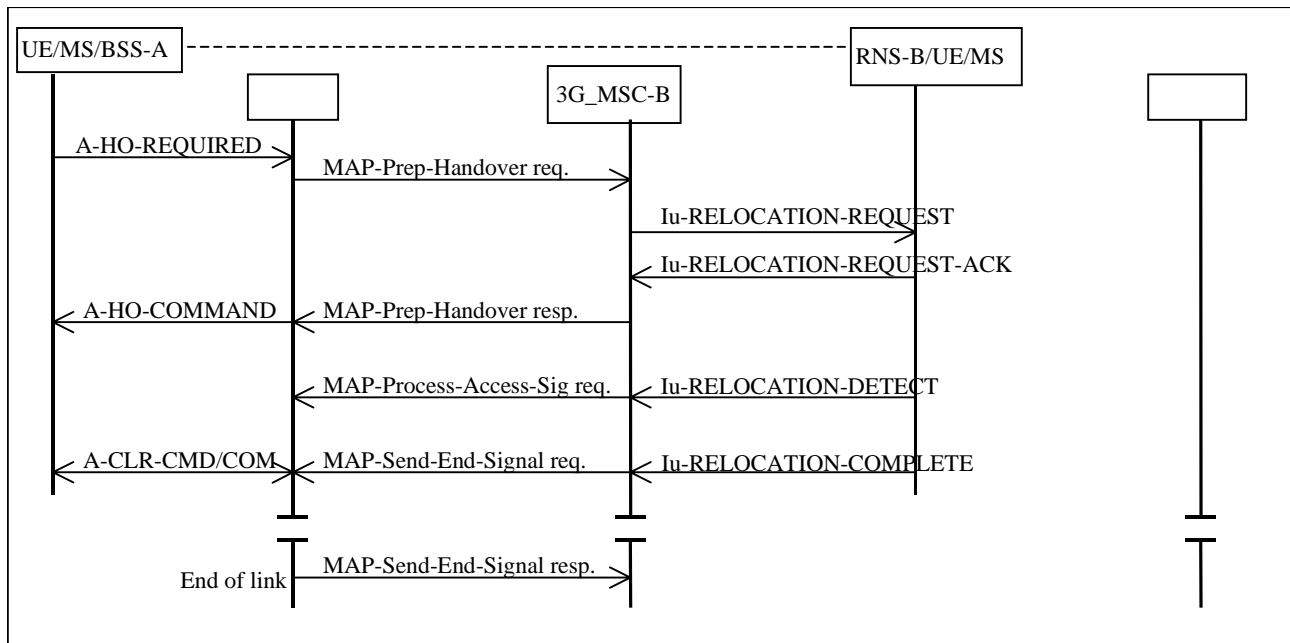 UE/MS/BSS-A
RNS-B/UE/MS
3G_MSC-B
A-HO-REQUIRED
MAP-Prep-Handover req.
Iu-RELOCATION-REQUEST
Iu-RELOCATION-REQUEST-ACK
A-HO-COMMAND
MAP-Prep-Handover resp.
MAP-Process-Access-Sig req.
Iu-RELOCATION-DETECT
A-CLR-CMD/COM
MAP-Send-End-Signal req.
Iu-RELOCATION-COMPLETE
End of link
MAP-Send-End-Signal resp.